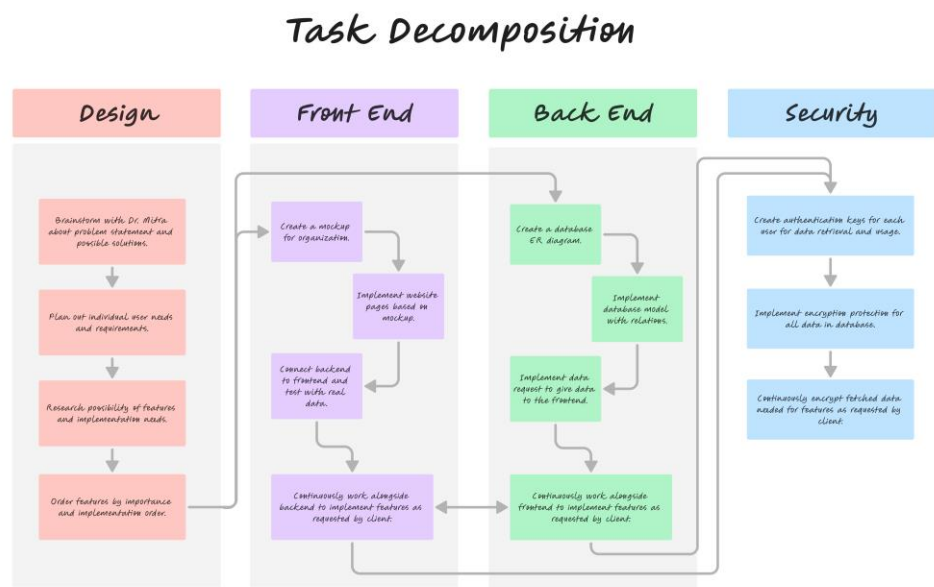 Task Decomposition
Design
Brainstorm with Dr. Mitra
about problem statement and
possible solutions.
Plan out individual user needs
and requirements.
Research possibility of features
and implementation needs.
Order features by importance
and implementation order.
Front End
Create a mockup
for organization.
Implement website
pages based on
mockup.
Connect backend
to frontend and
test with real
data.
Continuously work alongside
backend to implement features as
requested by client.
Back End
Create a database
ER diagram.
Implement
database model
with relations.
Implement data
request to give data
to the frontend.
Continuously work alongside
frontend to implement features as
requested by client.
Security
Create authentication keys for each
user for data retrieval and usage.
Implement encryption protection for
all data in database.
Continuously encrypt fetched data
needed for features as requested by
client.